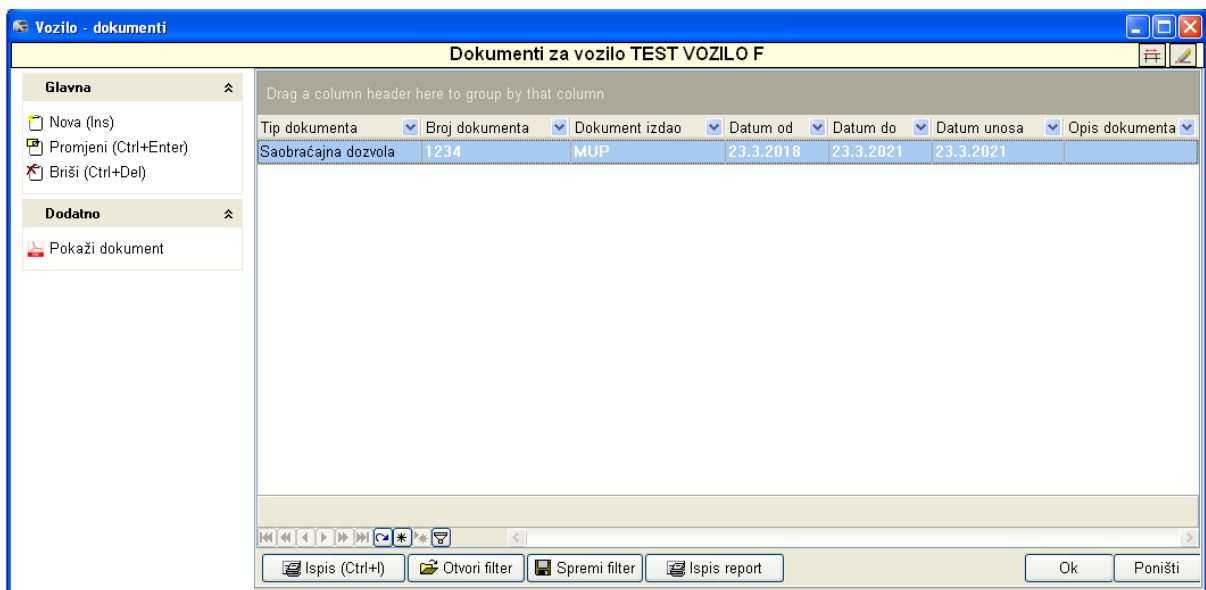 Vozilo - dokumenti
Dokumenti za vozilo TEST VOZILO F
Glavna
Nova (Ins)
Promjeni (Ctrl+Enter)
Briši (Ctrl+Del)
Dodatno
Pokaži dokument
Drag a column header here to group by that column
Tip dokumenta Broj dokumenta Dokument izdao Datum od Datum do Datum unosa Opis dokumenta
Saobraćajna dozvola 1234 MUP 23.3.2018 23.3.2021 23.3.2021
Ispis (Ctrl+I) Otvori filter Spremi filter Ispis report Ok Poništi